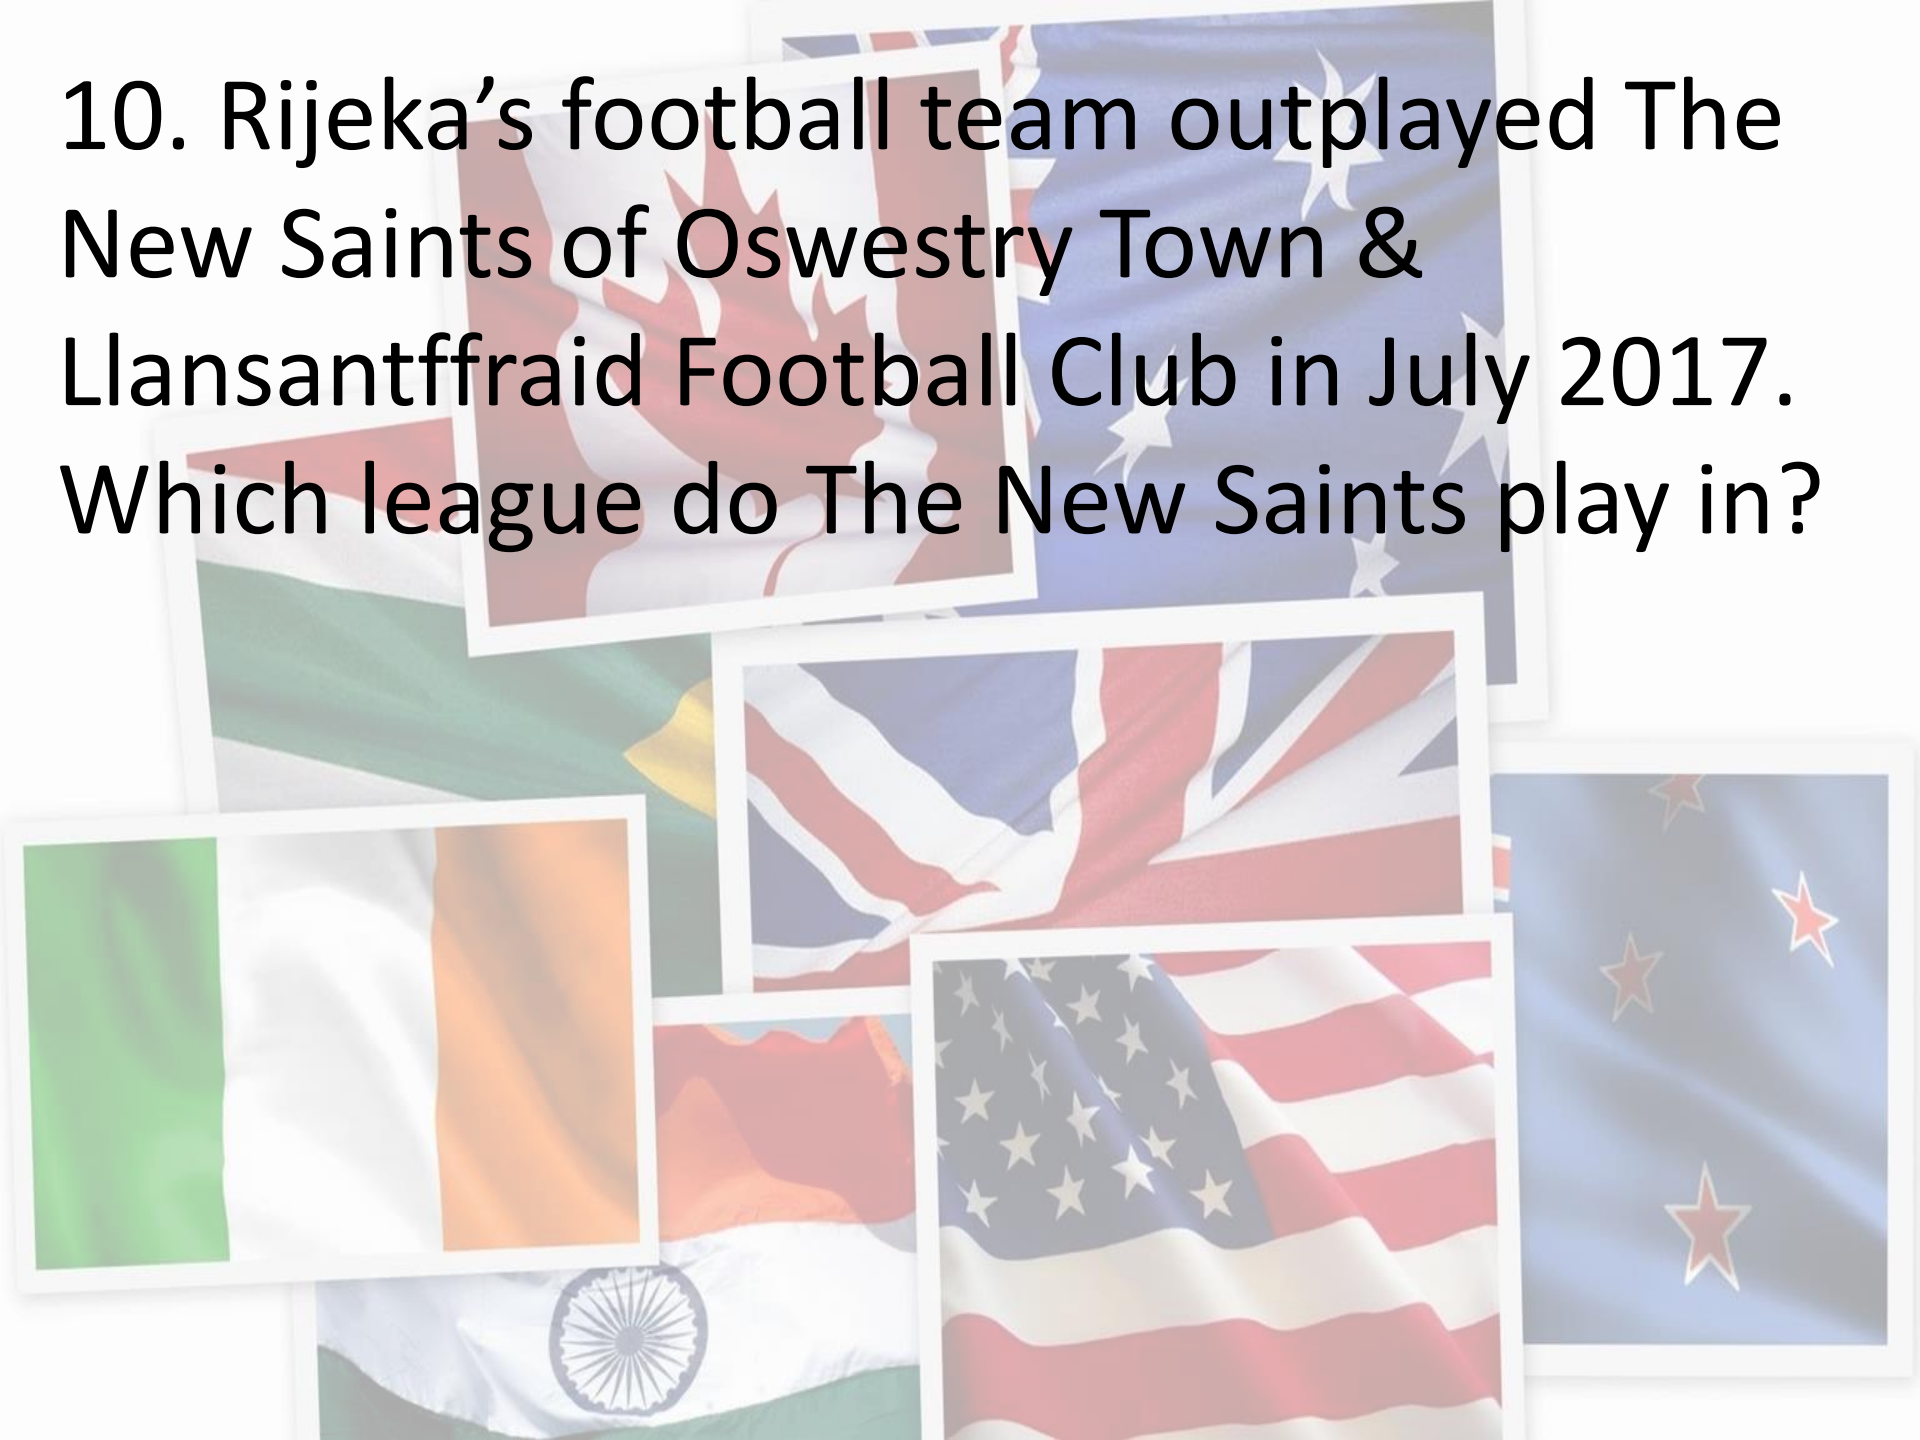 10. Rijeka’s football team outplayed The
New Saints of Oswestry Town &
Llansantffraid Football Club in July 2017.
Which league do The New Saints play in?